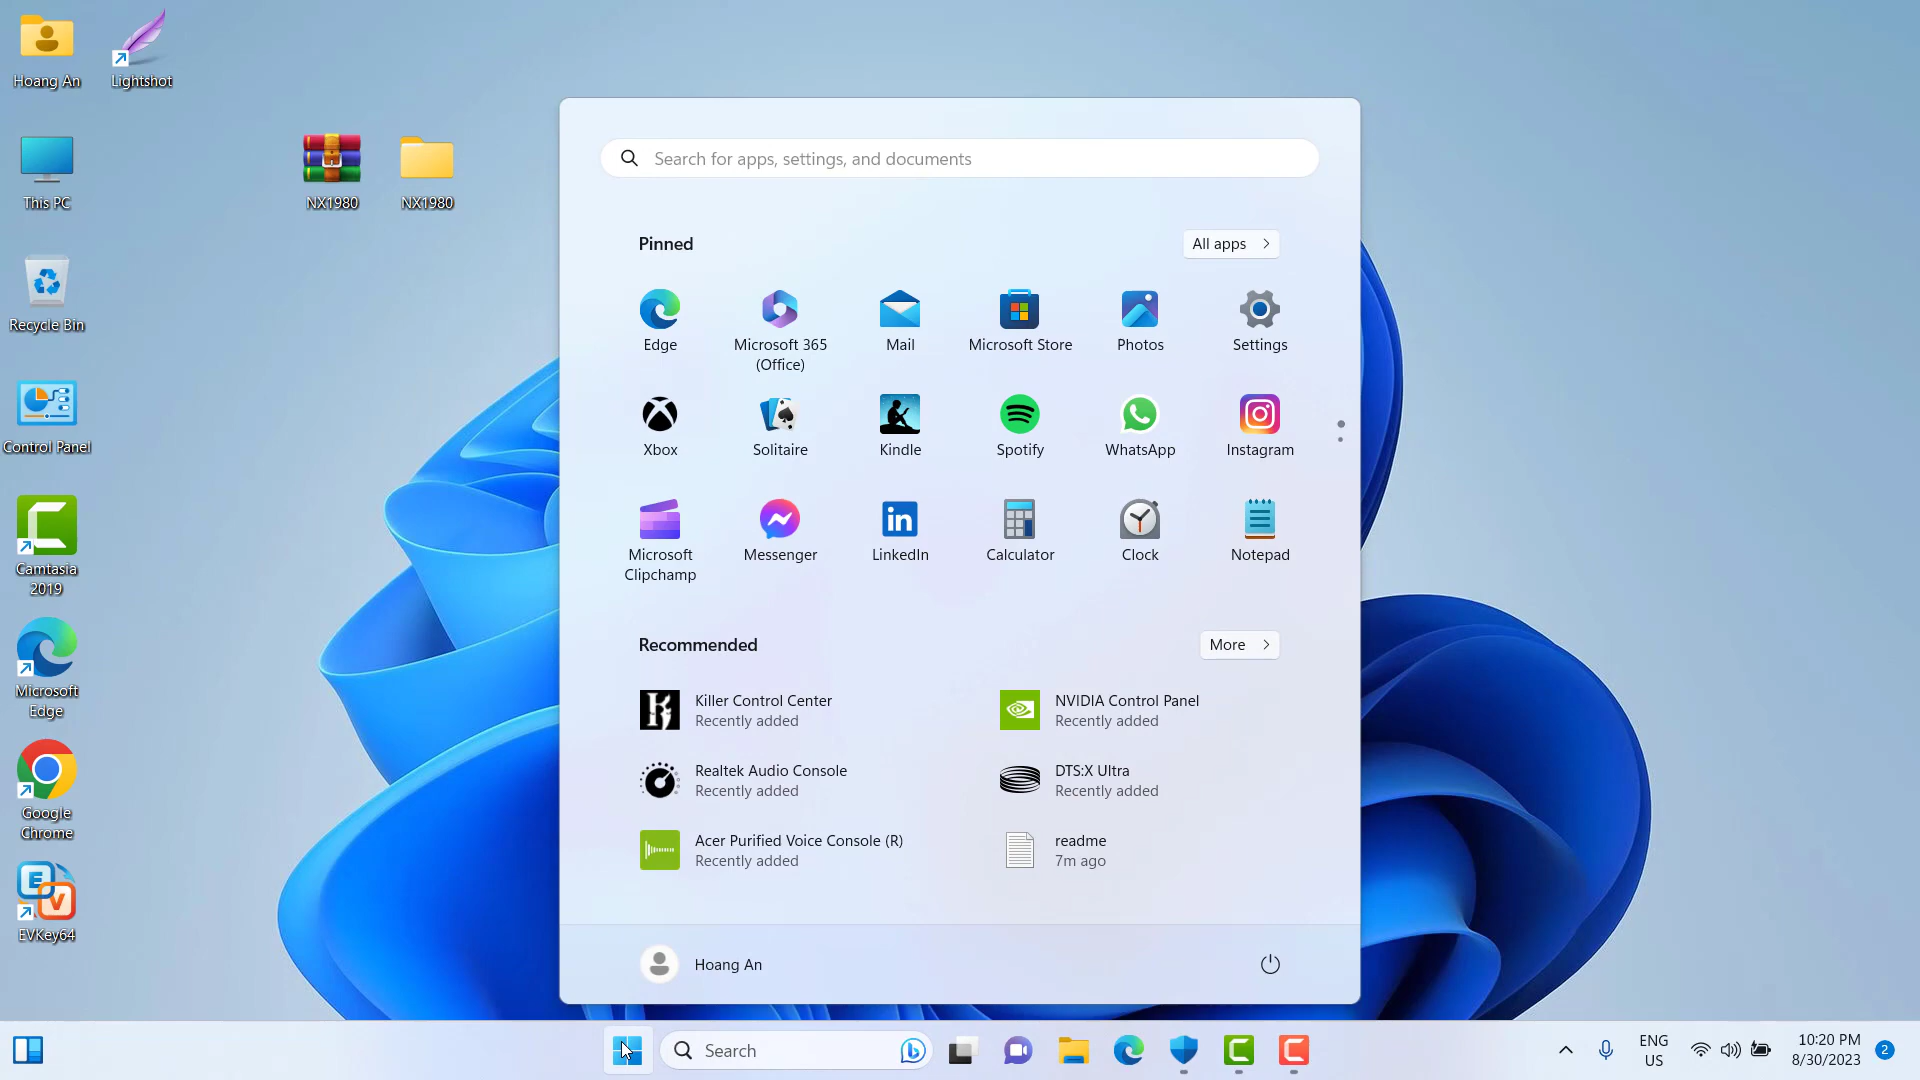 Hoang An
Lightshot
This PC
NX1980
NX1980
Recycle Bin
Control Panel
Camtasia
2019
Microsoft
Edge
Google
Chrome
EVKey64
Search for apps, settings, and documents
Pinned
All apps
Edge
Microsoft 365
(Office)
Mail
Microsoft Store
Photos
Settings
Xbox
Solitaire
Kindle
Spotify
WhatsApp
Instagram
Microsoft
Clipchamp
Messenger
LinkedIn
Calculator
Clock
Notepad
Recommended
More
Killer Control Center
Recently added
NVIDIA Control Panel
Recently added
Realtek Audio Console
Recently added
DTS:X Ultra
Recently added
Acer Purified Voice Console (R)
Recently added
readme
7m ago
Hoang An
Search
ENG
US
10:20 PM
8/30/2023
2